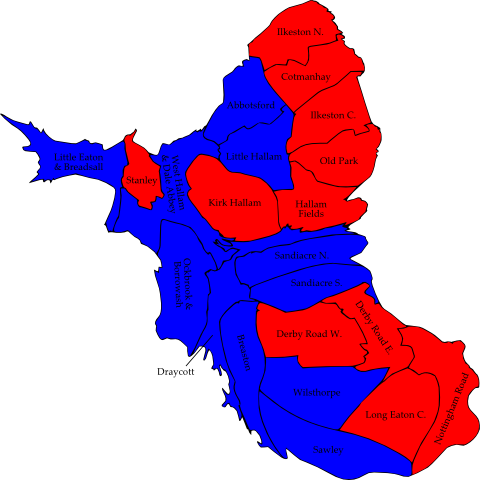 Ilkeston N.
Cotmanhay
Abbotsford
Ilkeston C.
Little Eaton
& Breadsall
Stanley
West Hallam
& Dale Abbey
Little Hallam
Old Park
Kirk Hallam
Hallam
Fields
Ockbrook &
Borrowash
Sandiacre N.
Sandiacre S.
Draycott
Breaston
Derby Road W.
Derby Road E.
Wilsthorpe
Long Eaton C.
Nottingham Road
Sawley